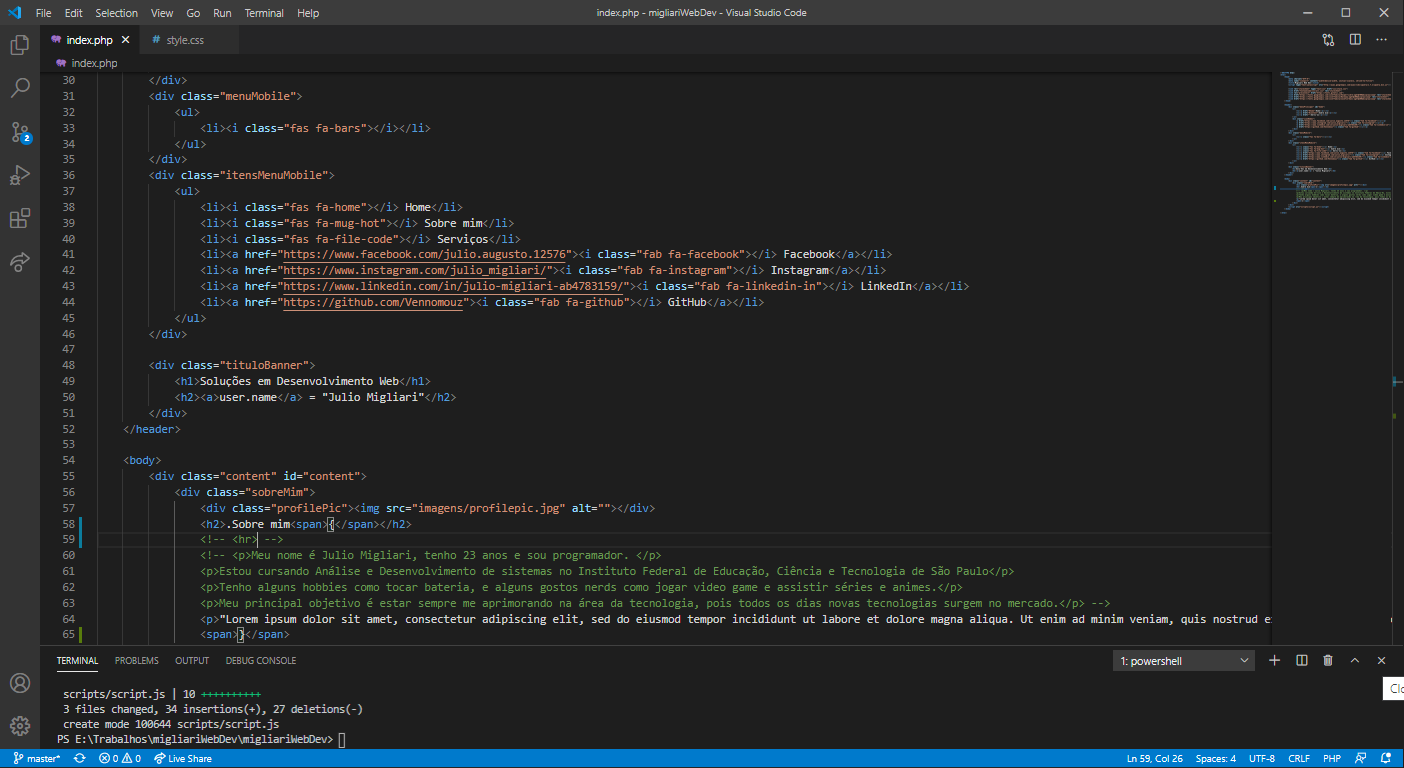 File Edit Selection View Go Run Terminal Help
index.php - migliariWebDev - Visual Studio Code
index.php
# style.css
index.php
2
30 </div>
31 <div class="menuMobile">
32 <ul>
33 <li><i class="fas fa-bars"></i></li>
34 </ul>
35 </div>
36 <div class="itensMenuMobile">
37 <ul>
38 <li><i class="fas fa-home"></i> Home</li>
39 <li><i class="fas fa-mug-hot"></i> Sobre mim</li>
40 <li><i class="fas fa-file-code"></i> Serviços</li>
41 <li><a href="https://www.facebook.com/julio.augusto.12576"><i class="fab fa-facebook"></i> Facebook</a></li>
42 <li><a href="https://www.instagram.com/julio_migliari/"><i class="fab fa-instagram"></i> Instagram</a></li>
43 <li><a href="https://www.linkedin.com/in/julio-migliari-ab4783159/"><i class="fab fa-linkedin-in"></i> LinkedIn</a></li>
44 <li><a href="https://github.com/Vennomouz"><i class="fab fa-github"></i> GitHub</a></li>
45 </ul>
46 </div>
47
48 <div class="tituloBanner">
49 <h1>Soluções em Desenvolvimento Web</h1>
50 <h2><a>user.name</a> = "Julio Migliari"</h2>
51 </div>
52 </header>
53
54 <body>
55 <div class="content" id="content">
56 <div class="sobreMim">
57 <div class="profilePic"><img src="imagens/profilepic.jpg" alt=""></div>
58 <h2>.Sobre mim<span>{</span></h2>
59 <!-- <hr> -->
60 <!-- <p>Meu nome é Julio Migliari, tenho 23 anos e sou programador. </p>
61 <p>Estou cursando Análise e Desenvolvimento de sistemas no Instituto Federal de Educação, Ciência e Tecnologia de São Paulo</p>
62 <p>Tenho alguns hobbies como tocar bateria, e alguns gostos nerds como jogar video game e assistir séries e animes.</p>
63 <p>Meu principal objetivo é estar sempre me aprimorando na área da tecnologia, pois todos os dias novas tecnologias surgem no mercado.</p> -->
64 <p>"Lorem ipsum dolor sit amet, consectetur adipiscing elit, sed do eiusmod tempor incididunt ut labore et dolore magna aliqua. Ut enim ad minim veniam, quis nostrud e
65 <span>}</span>
TERMINAL PROBLEMS OUTPUT DEBUG CONSOLE
1: powershell
Clo
scripts/script.js | 10 ++++++++++
3 files changed, 34 insertions(+), 27 deletions(-)
create mode 100644 scripts/script.js
PS E:\Trabalhos\migliariWebDev\migliariWebDev>
master* 0 0 Live Share
Ln 59, Col 26 Spaces: 4 UTF-8 CRLF PHP